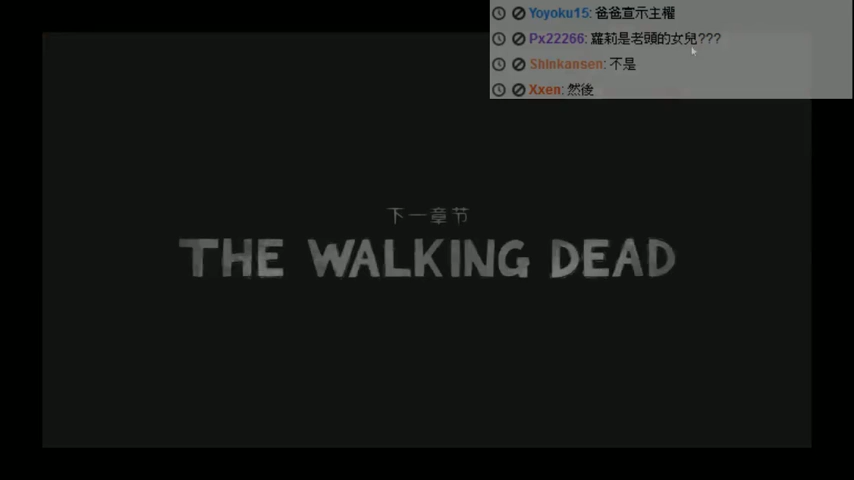 Yoyoku15: 爸爸宣示主權
Px22266: 蘿莉是老頭的女兒???
Shinkansen: 不是
Xxen: 然後
下一章节
THE WALKING DEAD